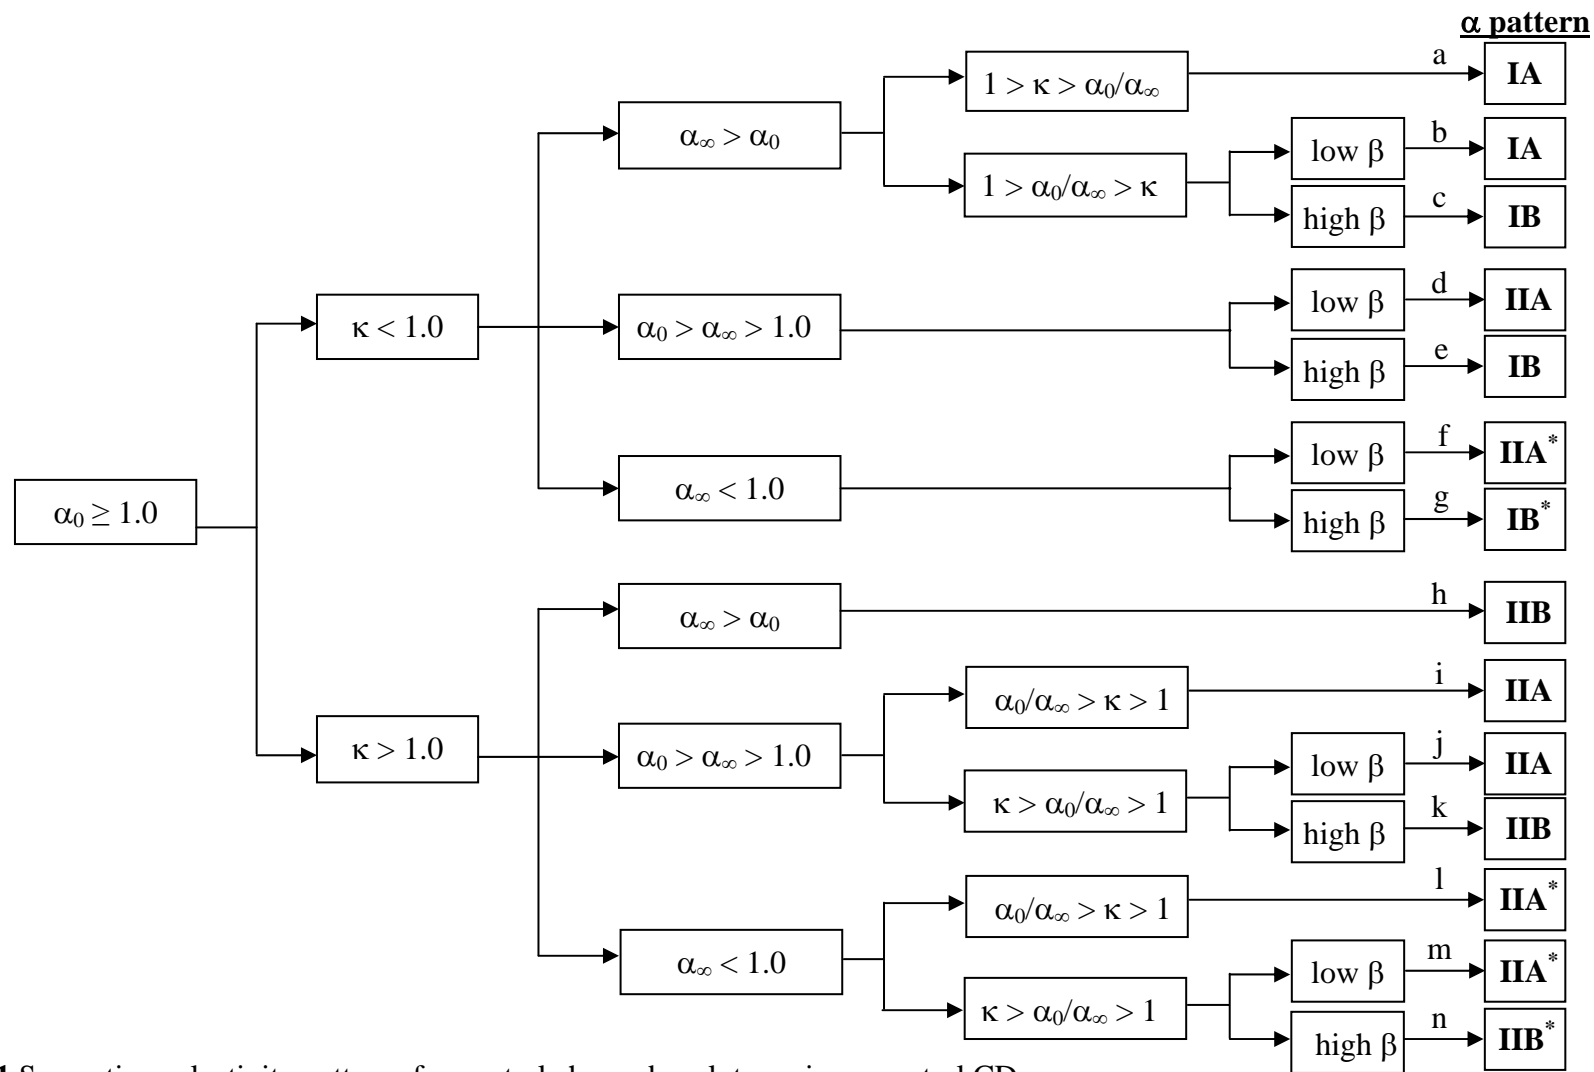 α pattern
a
1 > κ > α₀/α∞
IA
α∞ > α₀
b
low β
IA
1 > α₀/α∞ > κ
c
high β
IB
d
low β
IIA
κ < 1.0
α₀ > α∞ > 1.0
e
high β
IB
f
low β
IIA*
α∞ < 1.0
g
high β
IB*
α₀ ≥ 1.0
h
α∞ > α₀
IIB
i
α₀/α∞ > κ > 1
IIA
κ > 1.0
α₀ > α∞ > 1.0
j
low β
IIA
κ > α₀/α∞ > 1
k
high β
IIB
l
α₀/α∞ > κ > 1
IIA*
α∞ < 1.0
m
low β
IIA*
κ > α₀/α∞ > 1
n
high β
IIB*